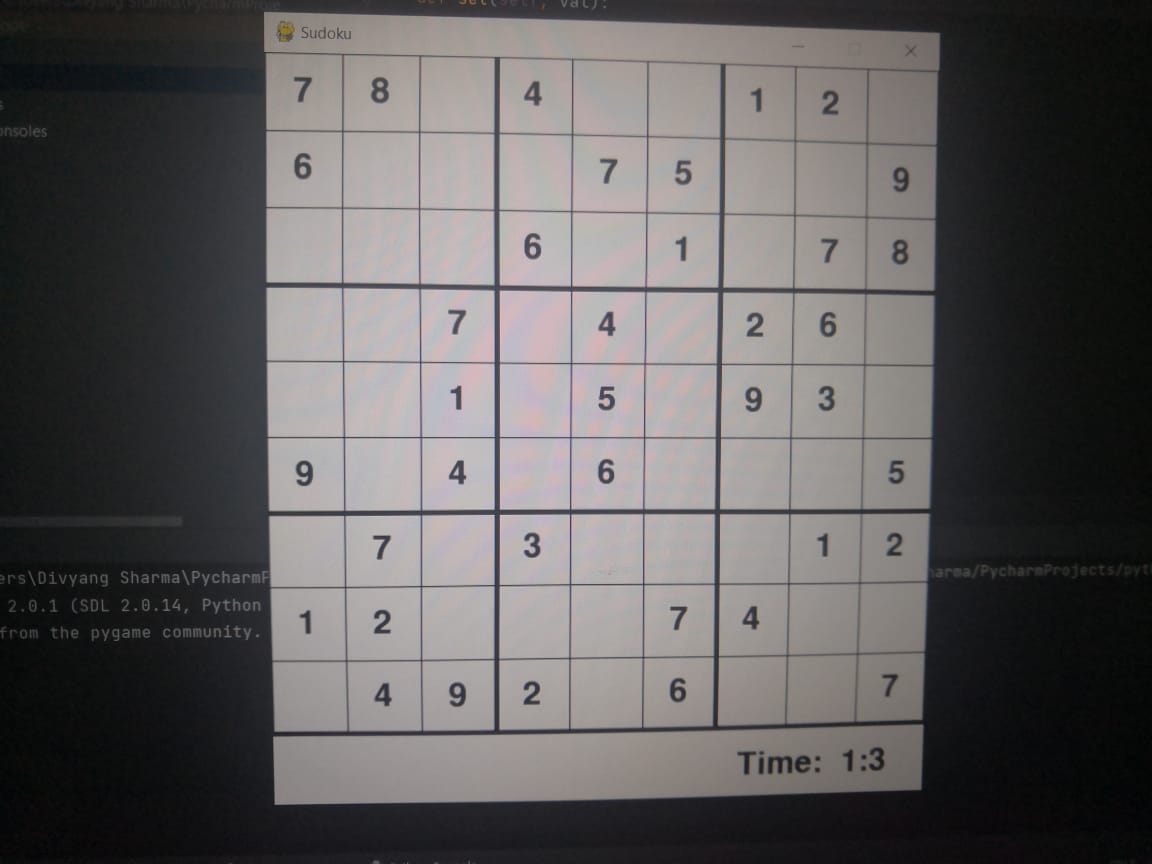 def set(self, val):
Sudoku
onsoles
7 8 4 1 2
6 7 5 9
6 1 7 8
7 4 2 6
1 5 9 3
9 4 6 5
7 3 1 2
1 2 7 4
4 9 2 6 7
Time: 1:3
ers\Divyang Sharma\PycharmP
harma/PycharmProjects/pyt
2.0.1 (SDL 2.0.14, Python
from the pygame community.